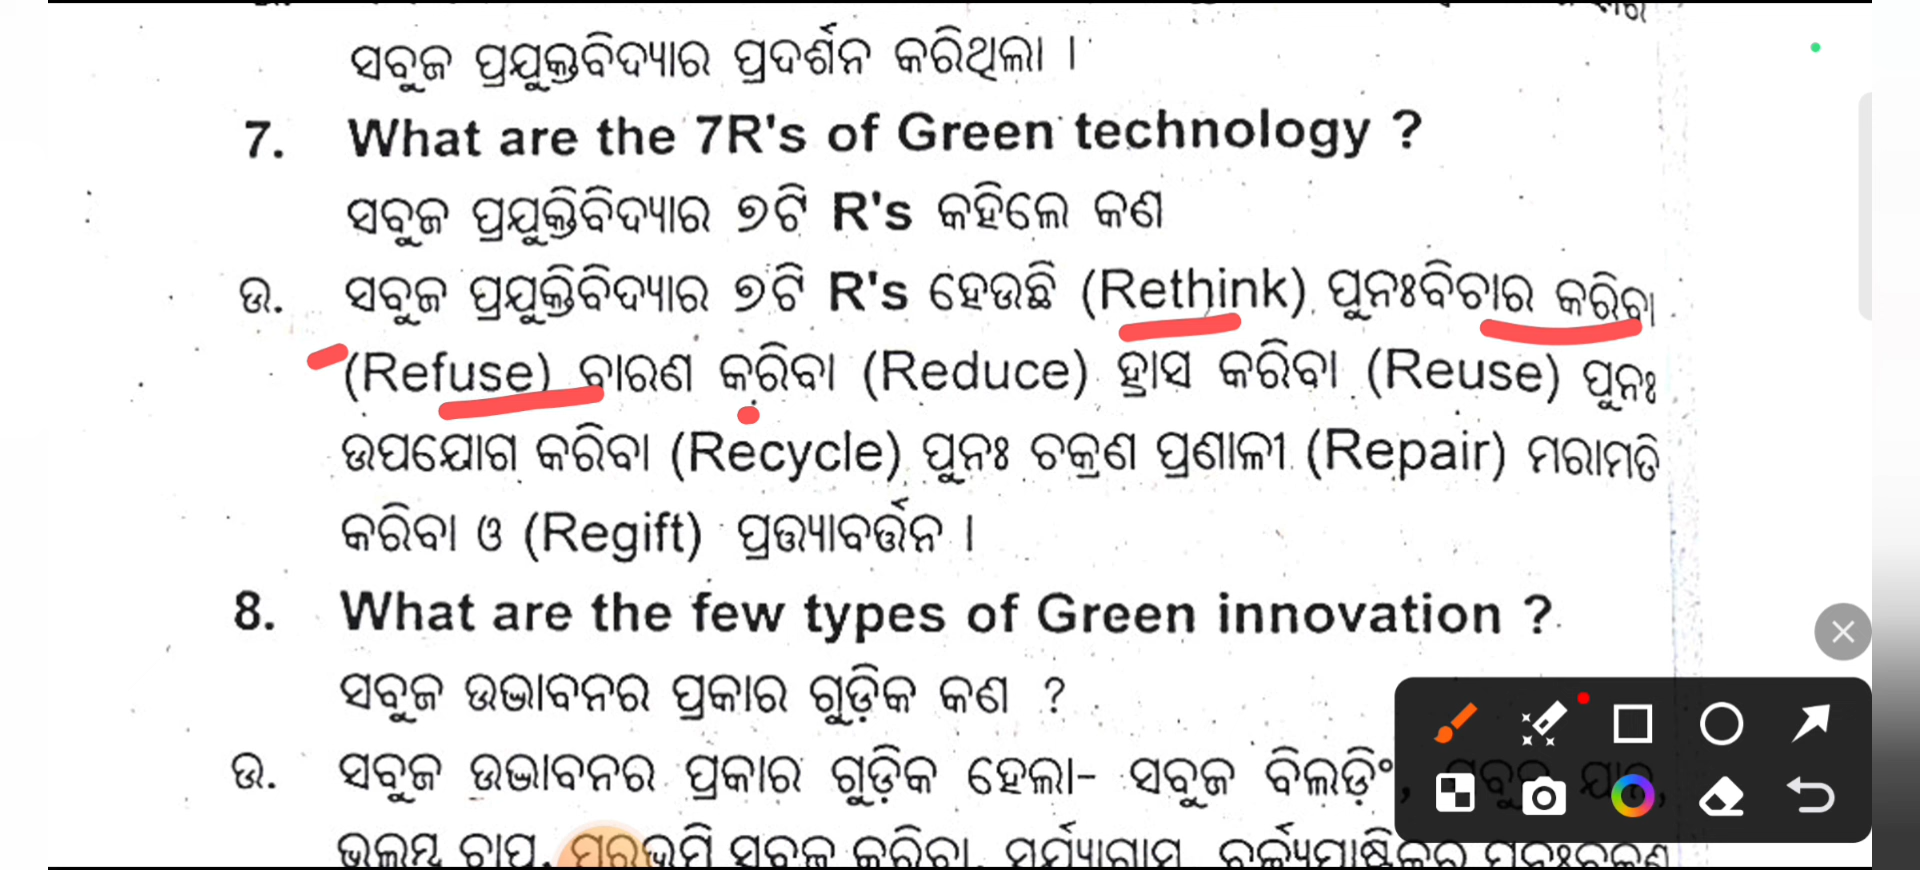 ସବୁଜ ପ୍ରଯୁକ୍ତବିଦ୍ୟାର ପ୍ରଦର୍ଶନ କରିଥିଲା ।
7. What are the 7R's of Green technology ?
ସବୁଜ ପ୍ରଯୁକ୍ତିବିଦ୍ୟାର ୭ଟି R's କହିଲେ କଣ
ଉ. ସବୁଜ ପ୍ରଯୁକ୍ତିବିଦ୍ୟାର ୭ଟି R's ହେଉଛି (Rethink) ପୁନଃବିଚାର କରିବା
(Refuse) ବାରଣ କରିବା (Reduce) ହ୍ରାସ କରିବା (Reuse) ପୁନଃ
ଉପଯୋଗ କରିବା (Recycle) ପୁନଃ ଚକ୍ରଣ ପ୍ରଣାଳୀ (Repair) ମରାମତି
କରିବା ଓ (Regift) ପ୍ରତ୍ୟାବର୍ତ୍ତନ ।
8. What are the few types of Green innovation ?
ସବୁଜ ଉଦ୍ଭାବନର ପ୍ରକାର ଗୁଡ଼ିକ କଣ ?
ଉ. ସବୁଜ ଉଦ୍ଭାବନର ପ୍ରକାର ଗୁଡ଼ିକ ହେଲା- ସବୁଜ ବିଲଡ଼ିଂ, ସବୁଜ
ସବୁଜ କରିବା,